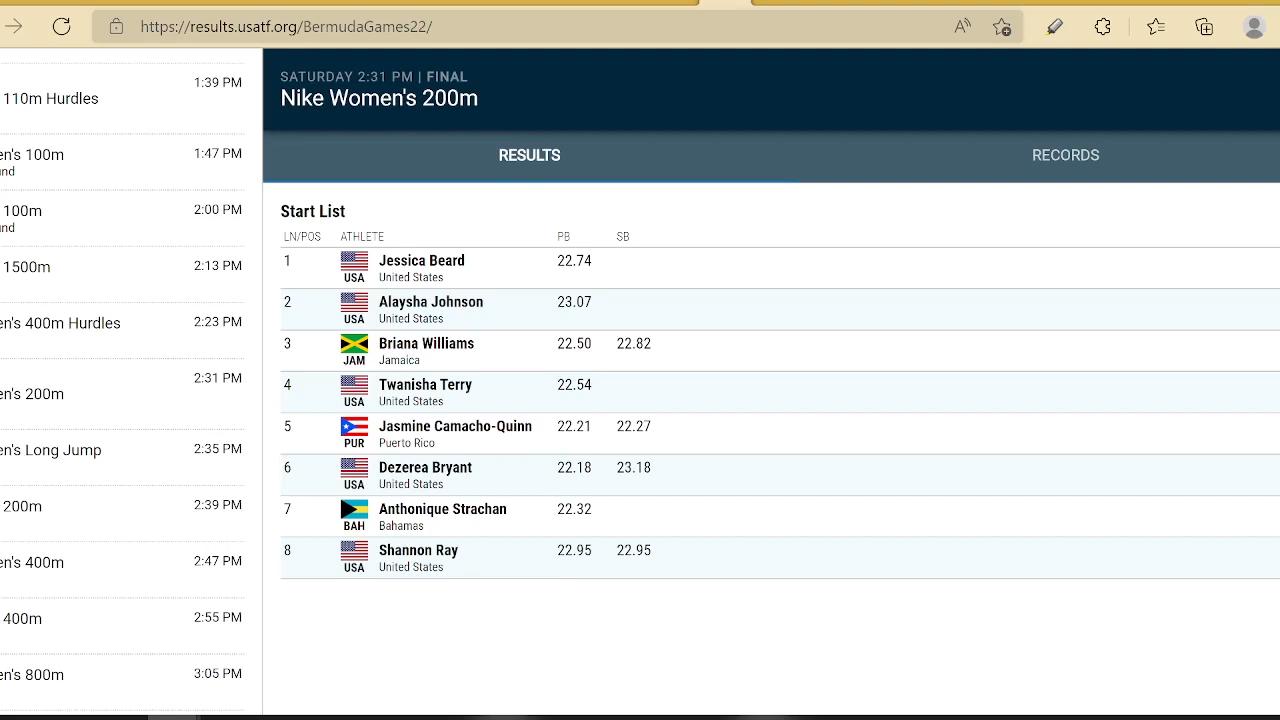 https://results.usatf.org/BermudaGames22/
1:39 PM
110m Hurdles
en's 100m
1:47 PM
nd
100m
2:00 PM
nd
1500m
2:13 PM
en's 400m Hurdles
2:23 PM
en's 200m
2:31 PM
en's Long Jump
2:35 PM
200m
2:39 PM
en's 400m
2:47 PM
400m
2:55 PM
en's 800m
3:05 PM
SATURDAY 2:31 PM | FINAL
Nike Women's 200m
RESULTS
RECORDS
Start List
LN/POS ATHLETE PB SB
1 Jessica Beard 22.74
USA United States
2 Alaysha Johnson 23.07
USA United States
3 Briana Williams 22.50 22.82
JAM Jamaica
4 Twanisha Terry 22.54
USA United States
5 Jasmine Camacho-Quinn 22.21 22.27
PUR Puerto Rico
6 Dezerea Bryant 22.18 23.18
USA United States
7 Anthonique Strachan 22.32
BAH Bahamas
8 Shannon Ray 22.95 22.95
USA United States